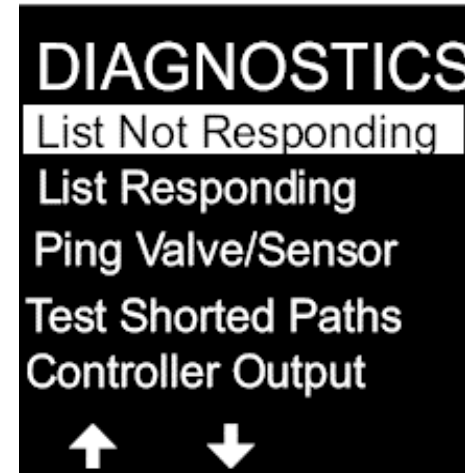 DIAGNOSTICS
List Not Responding
List Responding
Ping Valve/Sensor
Test Shorted Paths
Controller Output